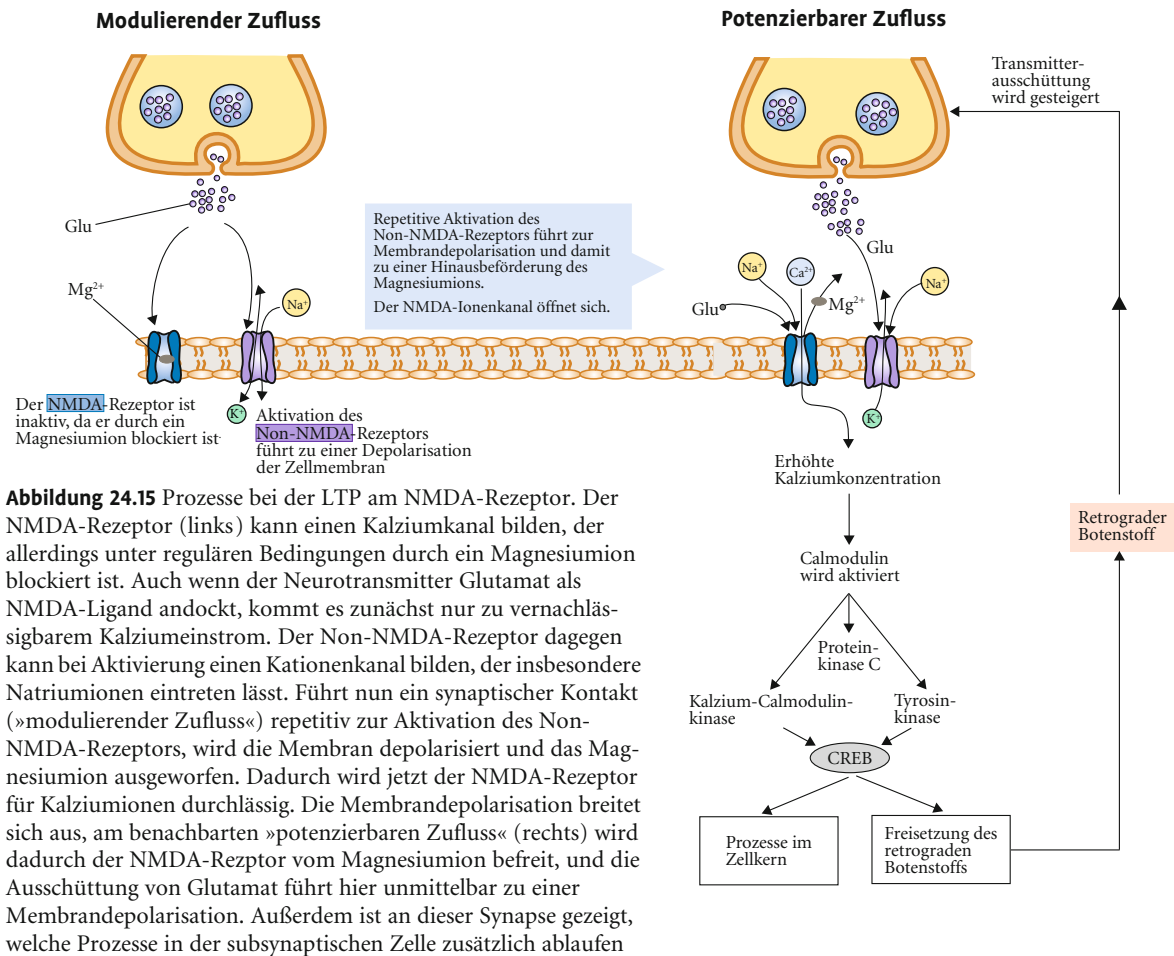 Modulierender Zufluss
Potenzierbarer Zufluss
Transmitter-
ausschüttung
wird gesteigert
Glu
Mg²⁺
Na⁺
K⁺
Der NMDA-Rezeptor ist
inaktiv, da er durch ein
Magnesiumion blockiert ist
Aktivation des
Non-NMDA-Rezeptors
führt zu einer Depolarisation
der Zellmembran
Repetitive Aktivation des
Non-NMDA-Rezeptors führt zur
Membrandepolarisation und damit
zu einer Hinausbeförderung des
Magnesiumions.
Der NMDA-Ionenkanal öffnet sich.
Glu
Na⁺
Ca²⁺
Mg²⁺
Glu
Na⁺
K⁺
Erhöhte
Kalziumkonzentration
Calmodulin
wird aktiviert
Protein-
kinase C
Kalzium-Calmodulin-
kinase
Tyrosin-
kinase
CREB
Prozesse im
Zellkern
Freisetzung des
retrograden
Botenstoffs
Retrograder
Botenstoff
Abbildung 24.15 Prozesse bei der LTP am NMDA-Rezeptor. Der
NMDA-Rezeptor (links) kann einen Kalziumkanal bilden, der
allerdings unter regulären Bedingungen durch ein Magnesiumion
blockiert ist. Auch wenn der Neurotransmitter Glutamat als
NMDA-Ligand andockt, kommt es zunächst nur zu vernachläs-
sigbarem Kalziumeinstrom. Der Non-NMDA-Rezeptor dagegen
kann bei Aktivierung einen Kationenkanal bilden, der insbesondere
Natriumionen eintreten lässt. Führt nun ein synaptischer Kontakt
(»modulierender Zufluss«) repetitiv zur Aktivation des Non-
NMDA-Rezeptors, wird die Membran depolarisiert und das Mag-
nesiumion ausgeworfen. Dadurch wird jetzt der NMDA-Rezeptor
für Kalziumionen durchlässig. Die Membrandepolarisation breitet
sich aus, am benachbarten »potenzierbaren Zufluss« (rechts) wird
dadurch der NMDA-Rezptor vom Magnesiumion befreit, und die
Ausschüttung von Glutamat führt hier unmittelbar zu einer
Membrandepolarisation. Außerdem ist an dieser Synapse gezeigt,
welche Prozesse in der subsynaptischen Zelle zusätzlich ablaufen